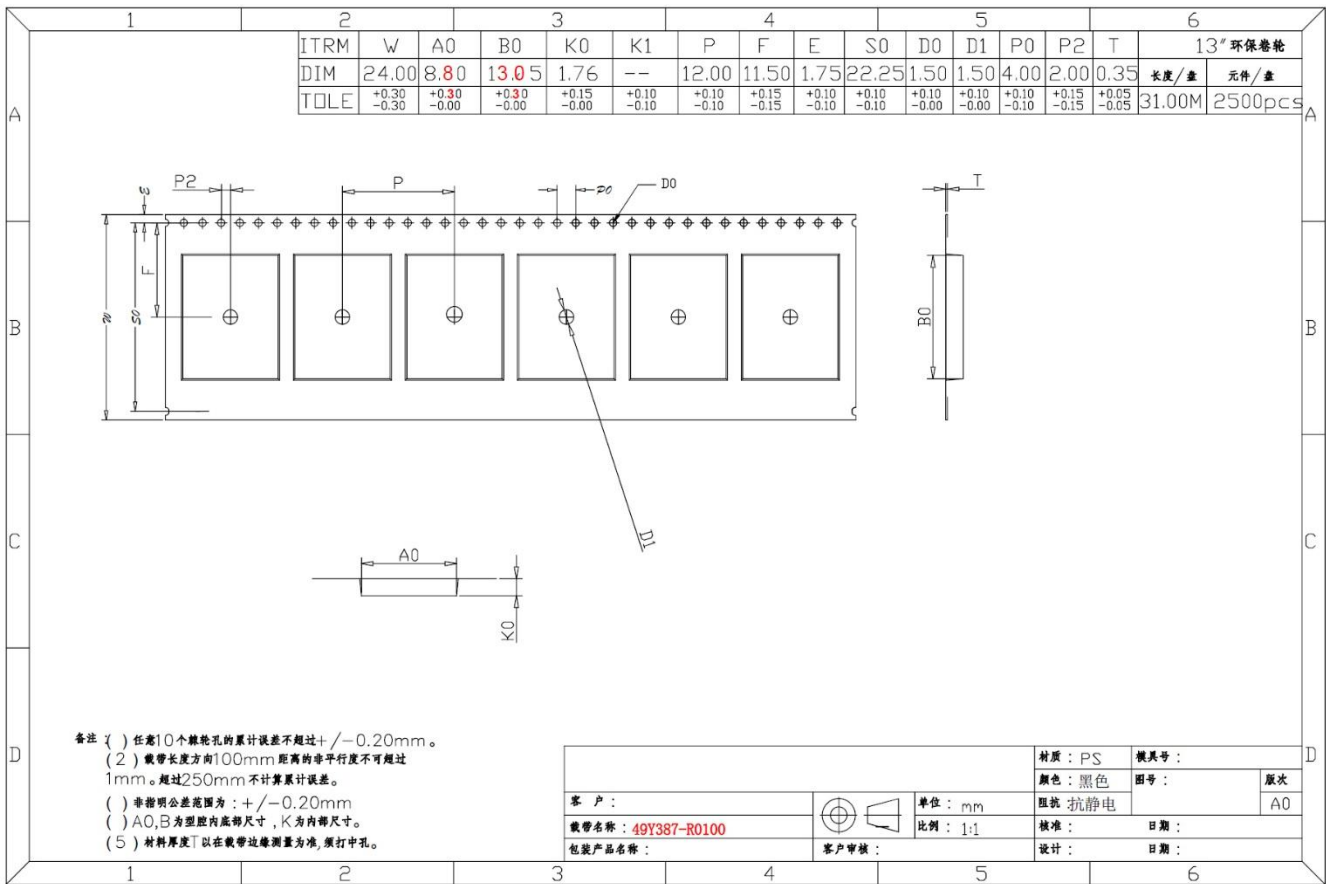 1 2 3 4 5 6
ITRM W A0 B0 K0 K1 P F E S0 D0 D1 P0 P2 T 13"环保卷轮
DIM 24.00 8.80 13.05 1.76 -- 12.00 11.50 1.75 22.25 1.50 1.50 4.00 2.00 0.35 长度/盘 元件/盘
TOLE +0.30 -0.30 +0.30 -0.00 +0.30 -0.00 +0.15 -0.00 +0.10 -0.10 +0.10 -0.10 +0.15 -0.15 +0.10 -0.10 +0.10 -0.10 +0.10 -0.00 +0.10 -0.00 +0.10 -0.10 +0.15 -0.15 +0.05 -0.05 31.00M 2500pcs
A A
P2 P P0 D0 T
E
F
W S0 B0
B B
D1
C C
A0
K0
备注:( ) 任意10个棘轮孔的累计误差不超过+/-0.20mm。
(2) 载带长度方向100mm距离的非平行度不可超过
1mm。超过250mm不计算累计误差。
( ) 非指明公差范围为:+/-0.20mm
( ) A0,B为型腔内底部尺寸,K为内部尺寸。
(5) 材料厚度T以在载带边缘测量为准,须打中孔。
D D
材质:PS 模具号:
颜色:黑色 图号: 版次
客 户: 单位:mm 阻抗:抗静电 A0
载带名称:49Y387-R0100 比例:1:1 核准: 日期:
包装产品名称: 客户审核: 设计: 日期:
1 2 3 4 5 6